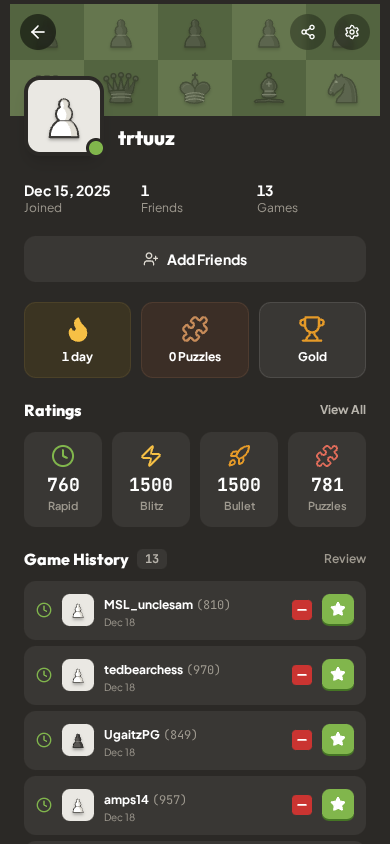 trtuuz
Dec 15, 2025 1 13
Joined Friends Games
Add Friends
1 day 0 Puzzles Gold
Ratings View All
760 1500 1500 781
Rapid Blitz Bullet Puzzles
Game History 13 Review
MSL_unclesam (810)
Dec 18
tedbearchess (970)
Dec 18
UgaitzPG (849)
Dec 18
amps14 (957)
Dec 18